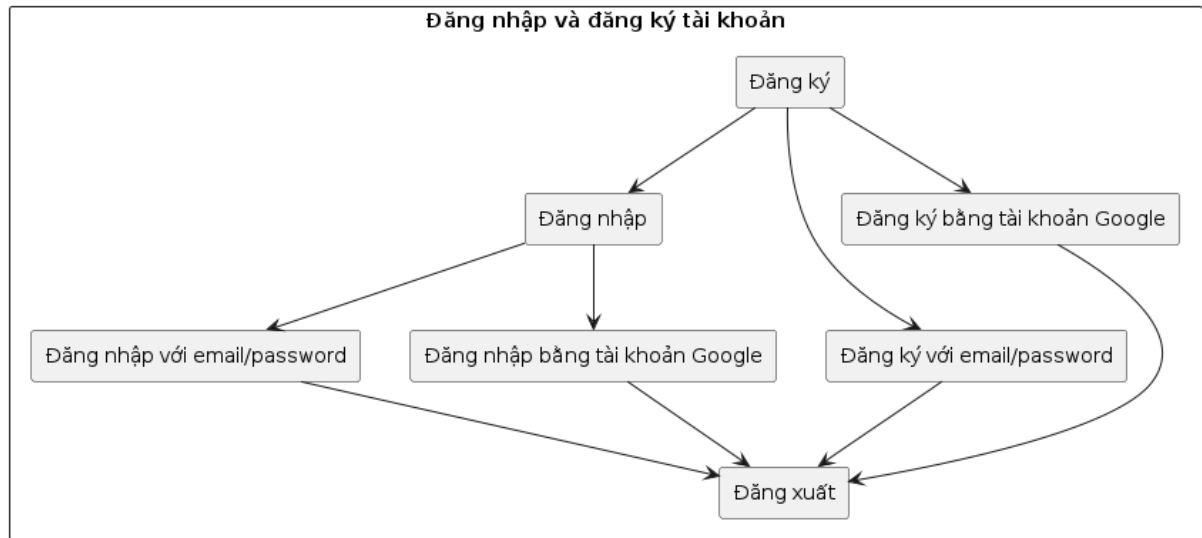 Đăng nhập và đăng ký tài khoản
Đăng ký
Đăng nhập
Đăng ký bằng tài khoản Google
Đăng nhập với email/password
Đăng nhập bằng tài khoản Google
Đăng ký với email/password
Đăng xuất